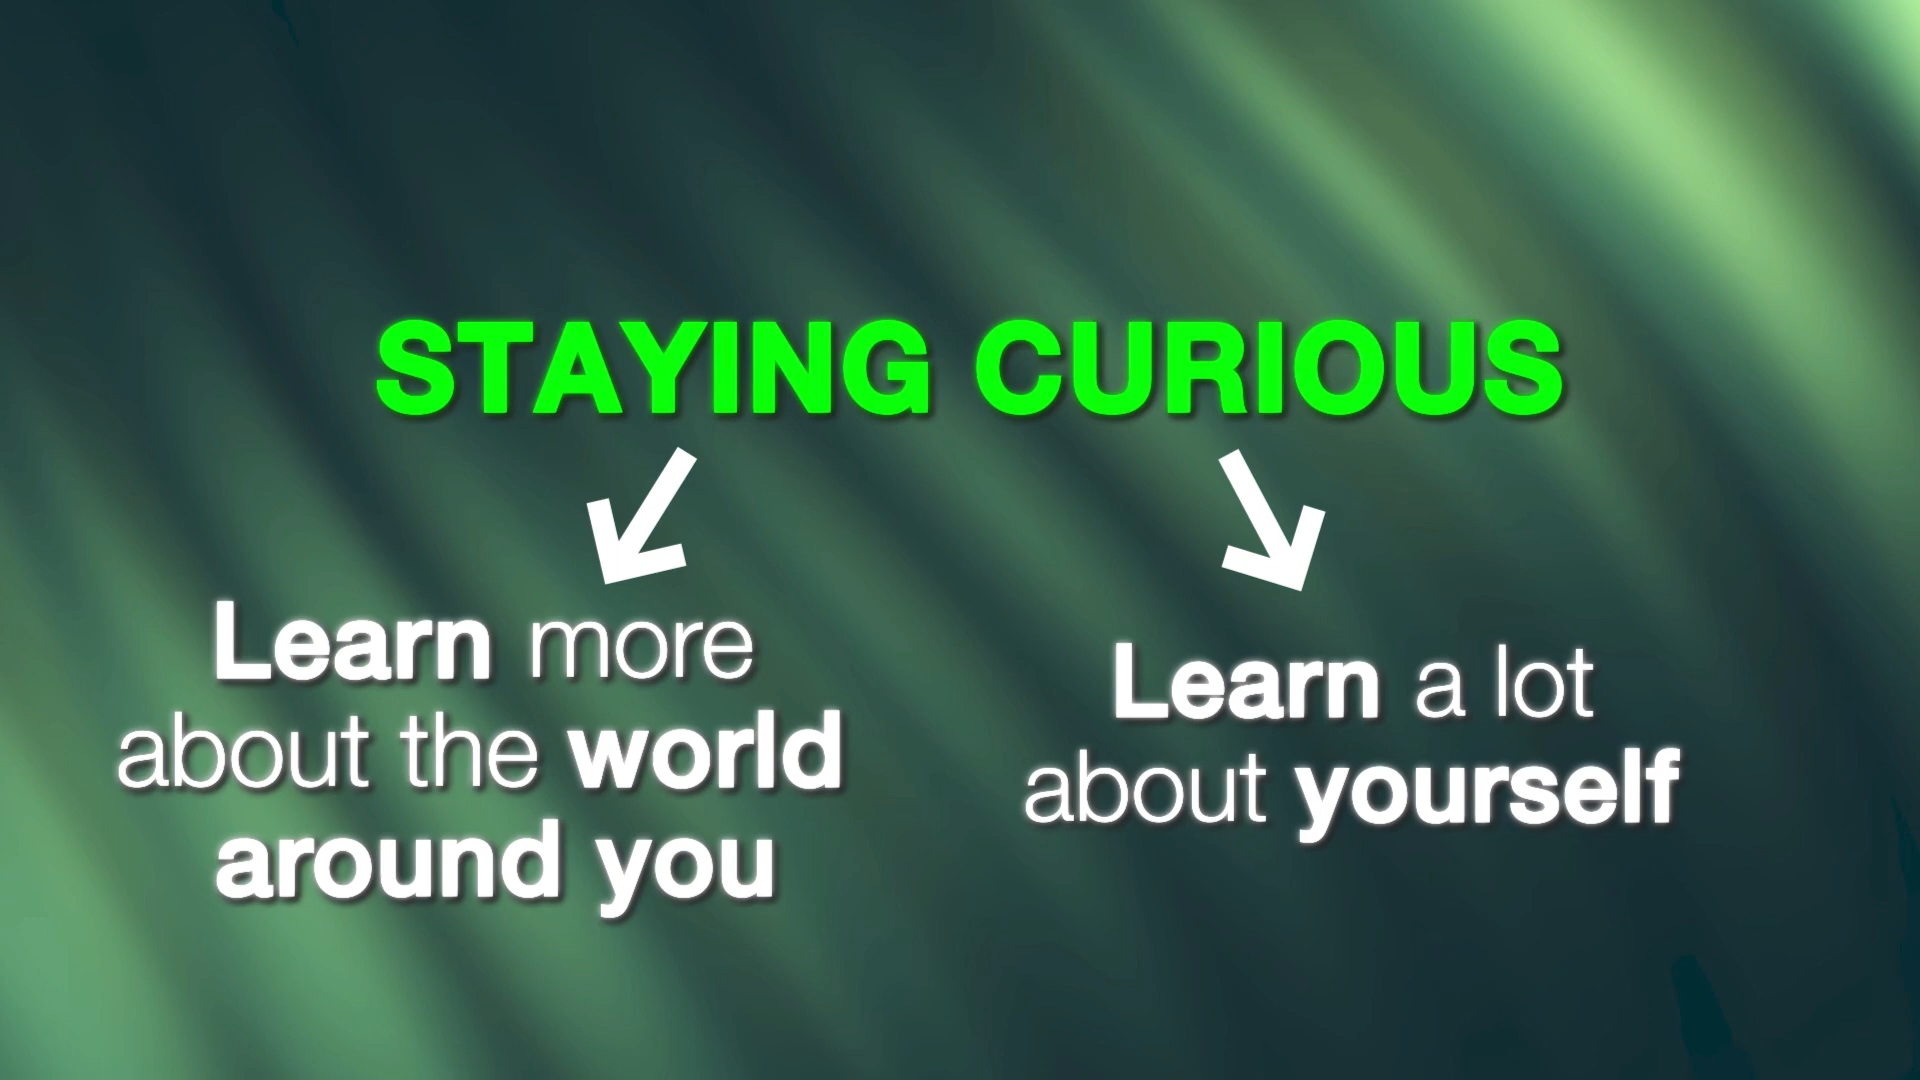 STAYING CURIOUS
Learn more
about the world
around you
Learn a lot
about yourself